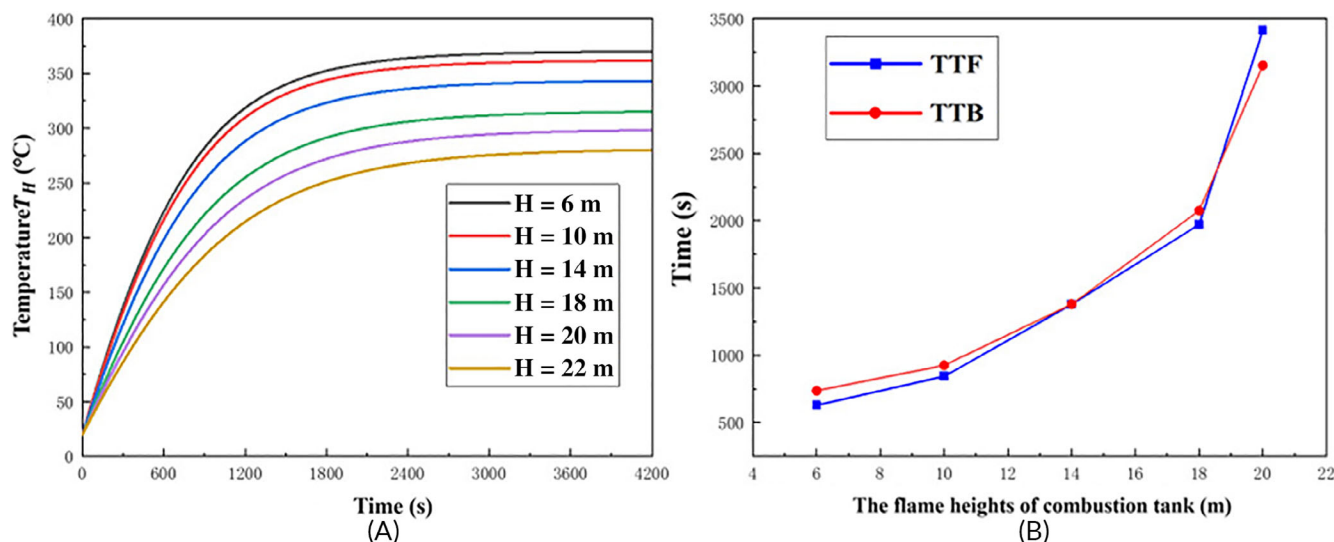 400
350
300
250
200
150
100
50
0
TemperatureT_H (℃)
H = 6 m
H = 10 m
H = 14 m
H = 18 m
H = 20 m
H = 22 m
0 600 1200 1800 2400 3000 3600 4200
Time (s)
(A)
3500
3000
2500
2000
1500
1000
500
Time (s)
TTF
TTB
4 6 8 10 12 14 16 18 20 22
The flame heights of combustion tank (m)
(B)